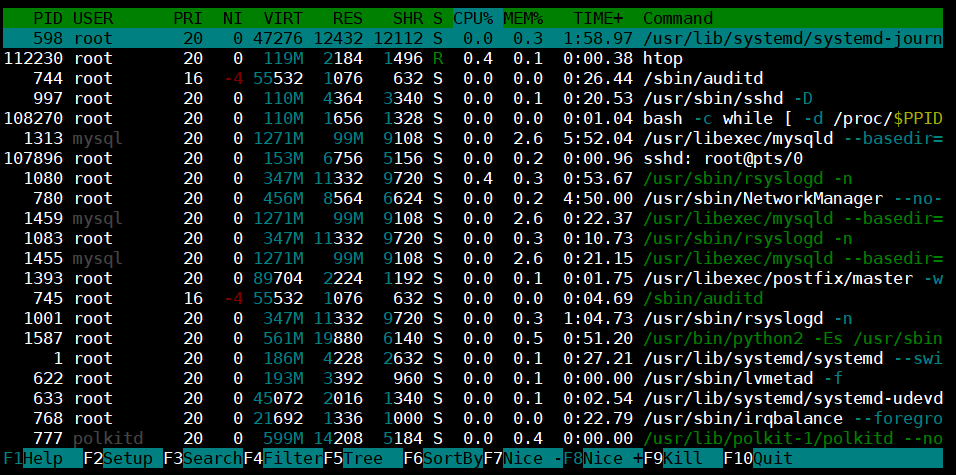 PID USER PRI NI VIRT RES SHR S CPU% MEM% TIME+ Command
598 root 20 0 47276 12432 12112 S 0.0 0.3 1:58.97 /usr/lib/systemd/systemd-journ
112230 root 20 0 119M 2184 1496 R 0.4 0.1 0:00.38 htop
744 root 16 -4 55532 1076 632 S 0.0 0.0 0:26.44 /sbin/auditd
997 root 20 0 110M 4364 3340 S 0.0 0.1 0:20.53 /usr/sbin/sshd -D
108270 root 20 0 110M 1656 1328 S 0.0 0.0 0:01.04 bash -c while [ -d /proc/$PPID
1313 mysql 20 0 1271M 99M 9108 S 0.0 2.6 5:52.04 /usr/libexec/mysqld --basedir=
107896 root 20 0 153M 6756 5156 S 0.0 0.2 0:00.96 sshd: root@pts/0
1080 root 20 0 347M 11332 9720 S 0.4 0.3 0:53.67 /usr/sbin/rsyslogd -n
780 root 20 0 456M 8564 6624 S 0.0 0.2 4:50.00 /usr/sbin/NetworkManager --no-
1459 mysql 20 0 1271M 99M 9108 S 0.0 2.6 0:22.37 /usr/libexec/mysqld --basedir=
1083 root 20 0 347M 11332 9720 S 0.0 0.3 0:10.73 /usr/sbin/rsyslogd -n
1455 mysql 20 0 1271M 99M 9108 S 0.0 2.6 0:21.15 /usr/libexec/mysqld --basedir=
1393 root 20 0 89704 2224 1192 S 0.0 0.1 0:01.75 /usr/libexec/postfix/master -w
745 root 16 -4 55532 1076 632 S 0.0 0.0 0:04.69 /sbin/auditd
1001 root 20 0 347M 11332 9720 S 0.0 0.3 1:04.73 /usr/sbin/rsyslogd -n
1587 root 20 0 561M 19880 6140 S 0.0 0.5 0:51.20 /usr/bin/python2 -Es /usr/sbin
1 root 20 0 186M 4228 2632 S 0.0 0.1 0:27.21 /usr/lib/systemd/systemd --swi
622 root 20 0 193M 3392 960 S 0.0 0.1 0:00.00 /usr/sbin/lvmetad -f
633 root 20 0 45072 2016 1340 S 0.0 0.1 0:02.54 /usr/lib/systemd/systemd-udevd
768 root 20 0 21692 1336 1000 S 0.0 0.0 0:22.79 /usr/sbin/irqbalance --foregro
777 polkitd 20 0 599M 14208 5184 S 0.0 0.4 0:00.00 /usr/lib/polkit-1/polkitd --no
F1Help F2Setup F3SearchF4FilterF5Tree F6SortByF7Nice -F8Nice +F9Kill F10Quit